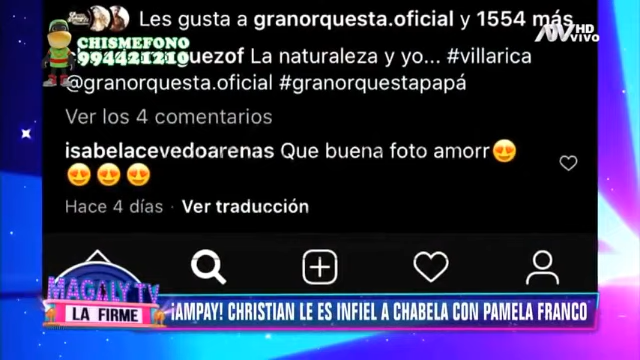 Les gusta a granorquesta.oficial y 1554 más
ATV HD
VIVO
CHISMEFONO
994421210
guezof La naturaleza y yo... #villarica
@granorquesta.oficial #granorquestapapá
Ver los 4 comentarios
isabelacevedoarenas Que buena foto amorr😍
😍😍😍
Hace 4 días · Ver traducción
MAGALY TV
LA FIRME
¡AMPAY! CHRISTIAN LE ES INFIEL A CHABELA CON PAMELA FRANCO